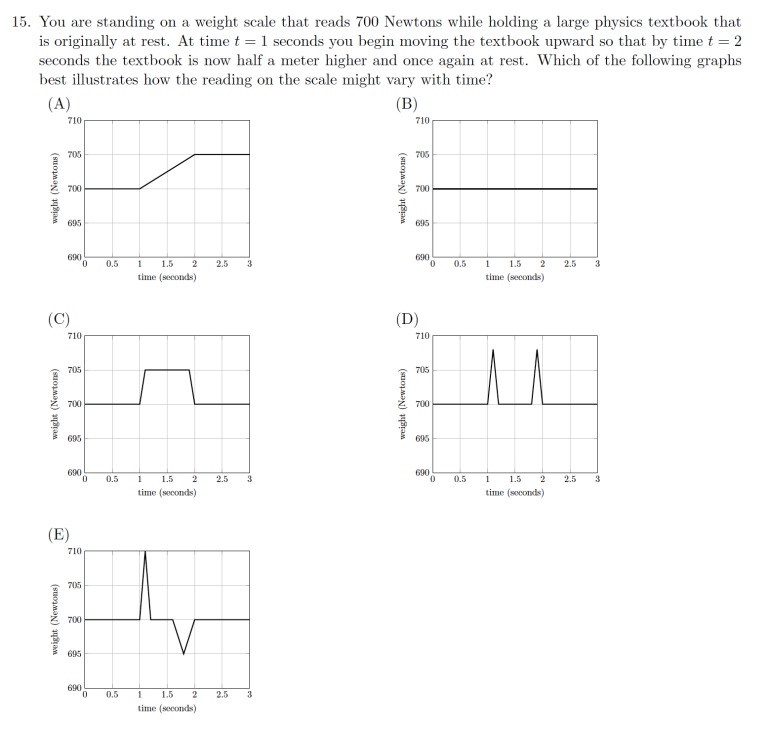 15. You are standing on a weight scale that reads 700 Newtons while holding a large physics textbook that
is originally at rest. At time t = 1 seconds you begin moving the textbook upward so that by time t = 2
seconds the textbook is now half a meter higher and once again at rest. Which of the following graphs
best illustrates how the reading on the scale might vary with time?
(A) (B)
710 710
705 705
weight (Newtons) weight (Newtons)
700 700
695 695
690 690
0 0.5 1 1.5 2 2.5 3 0 0.5 1 1.5 2 2.5 3
time (seconds) time (seconds)
(C) (D)
710 710
705 705
weight (Newtons) weight (Newtons)
700 700
695 695
690 690
0 0.5 1 1.5 2 2.5 3 0 0.5 1 1.5 2 2.5 3
time (seconds) time (seconds)
(E)
710
705
weight (Newtons)
700
695
690
0 0.5 1 1.5 2 2.5 3
time (seconds)